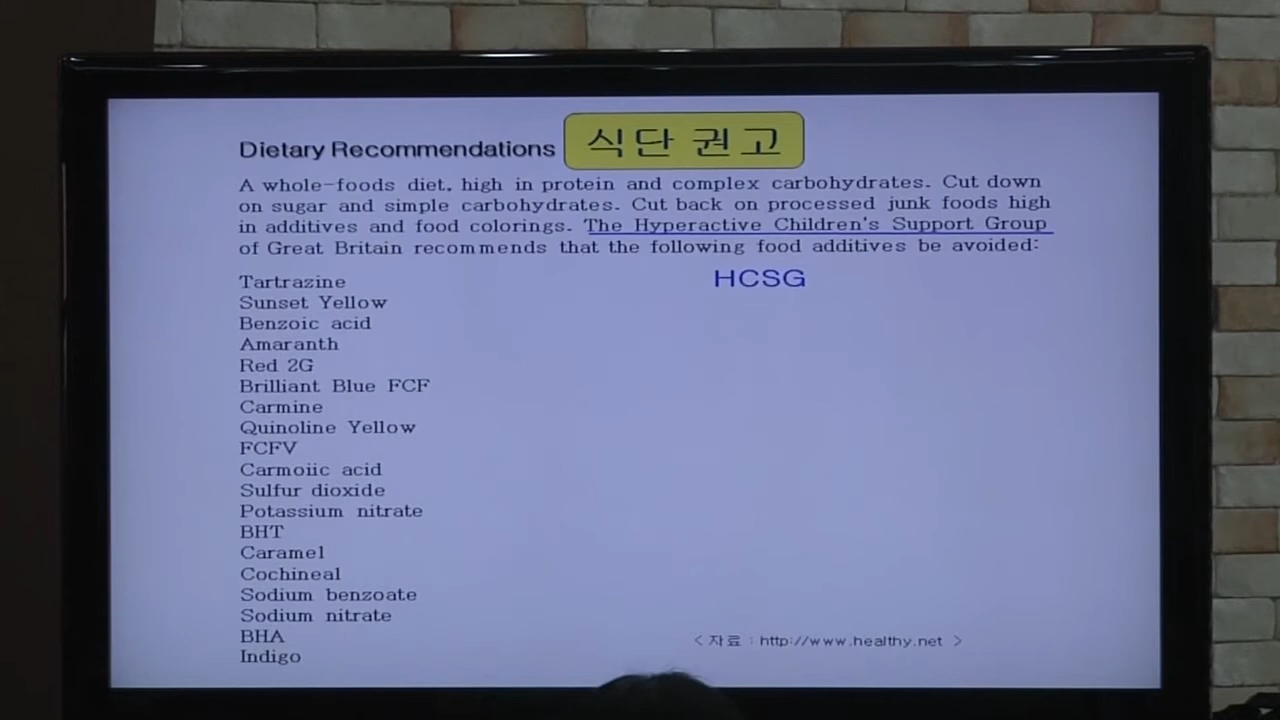 Dietary Recommendations 식단 권고
A whole-foods diet, high in protein and complex carbohydrates. Cut down
on sugar and simple carbohydrates. Cut back on processed junk foods high
in additives and food colorings. The Hyperactive Children's Support Group
of Great Britain recommends that the following food additives be avoided:
HCSG
Tartrazine
Sunset Yellow
Benzoic acid
Amaranth
Red 2G
Brilliant Blue FCF
Carmine
Quinoline Yellow
FCFV
Carmoiic acid
Sulfur dioxide
Potassium nitrate
BHT
Caramel
Cochineal
Sodium benzoate
Sodium nitrate
BHA
Indigo
< 자료 : http://www.healthy.net >